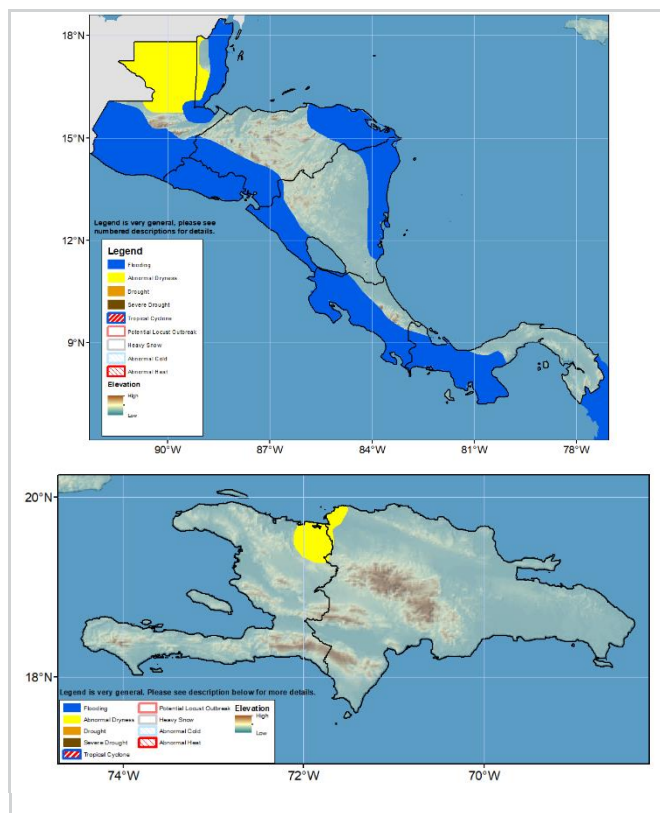 18°N
15°N
12°N
9°N
Legend is very general, please see
numbered descriptions for details.
Legend
Flooding
Abnormal Dryness
Drought
Severe Drought
Tropical Cyclone
Potential Locust Outbreak
Heavy Snow
Abnormal Cold
Abnormal Heat
Elevation
High
Low
90°W 87°W 84°W 81°W 78°W
20°N
18°N
Legend is very general. Please see description below for more details.
Flooding
Abnormal Dryness
Drought
Severe Drought
Tropical Cyclone
Potential Locust Outbreak
Heavy Snow
Abnormal Cold
Abnormal Heat
Elevation
High
Low
74°W 72°W 70°W